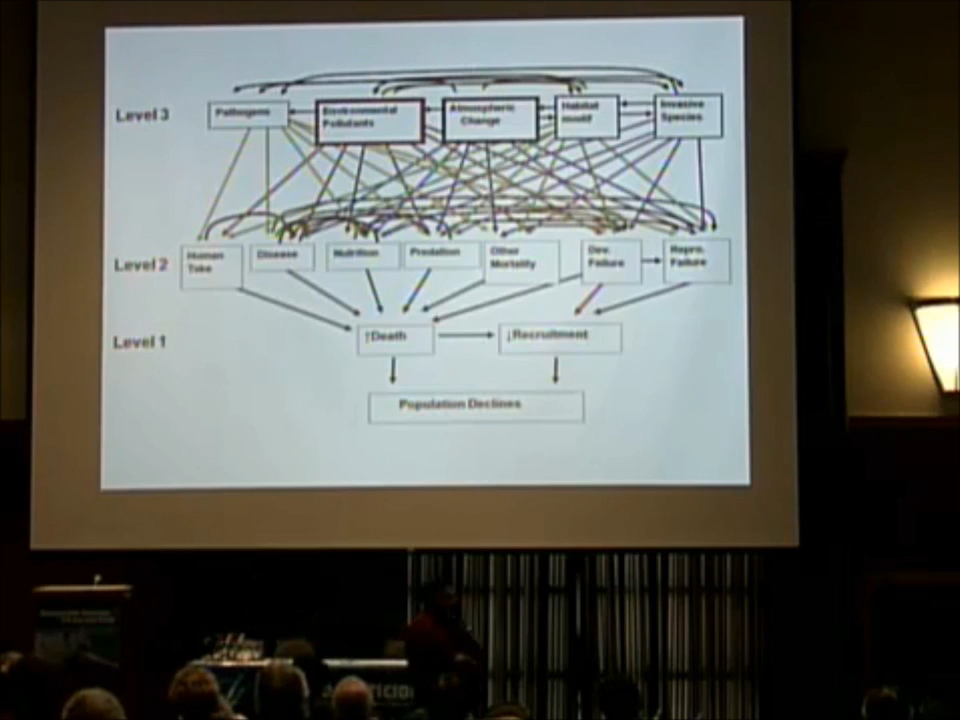 Level 3
Pathogens
Environmental
Pollutants
Atmospheric
Change
Habitat
modif
Invasive
Species
Level 2
Human
Take
Disease
Nutrition
Predation
Other
Mortality
Dev.
Failure
Repro.
Failure
Level 1
↑Death
↓Recruitment
Population Declines